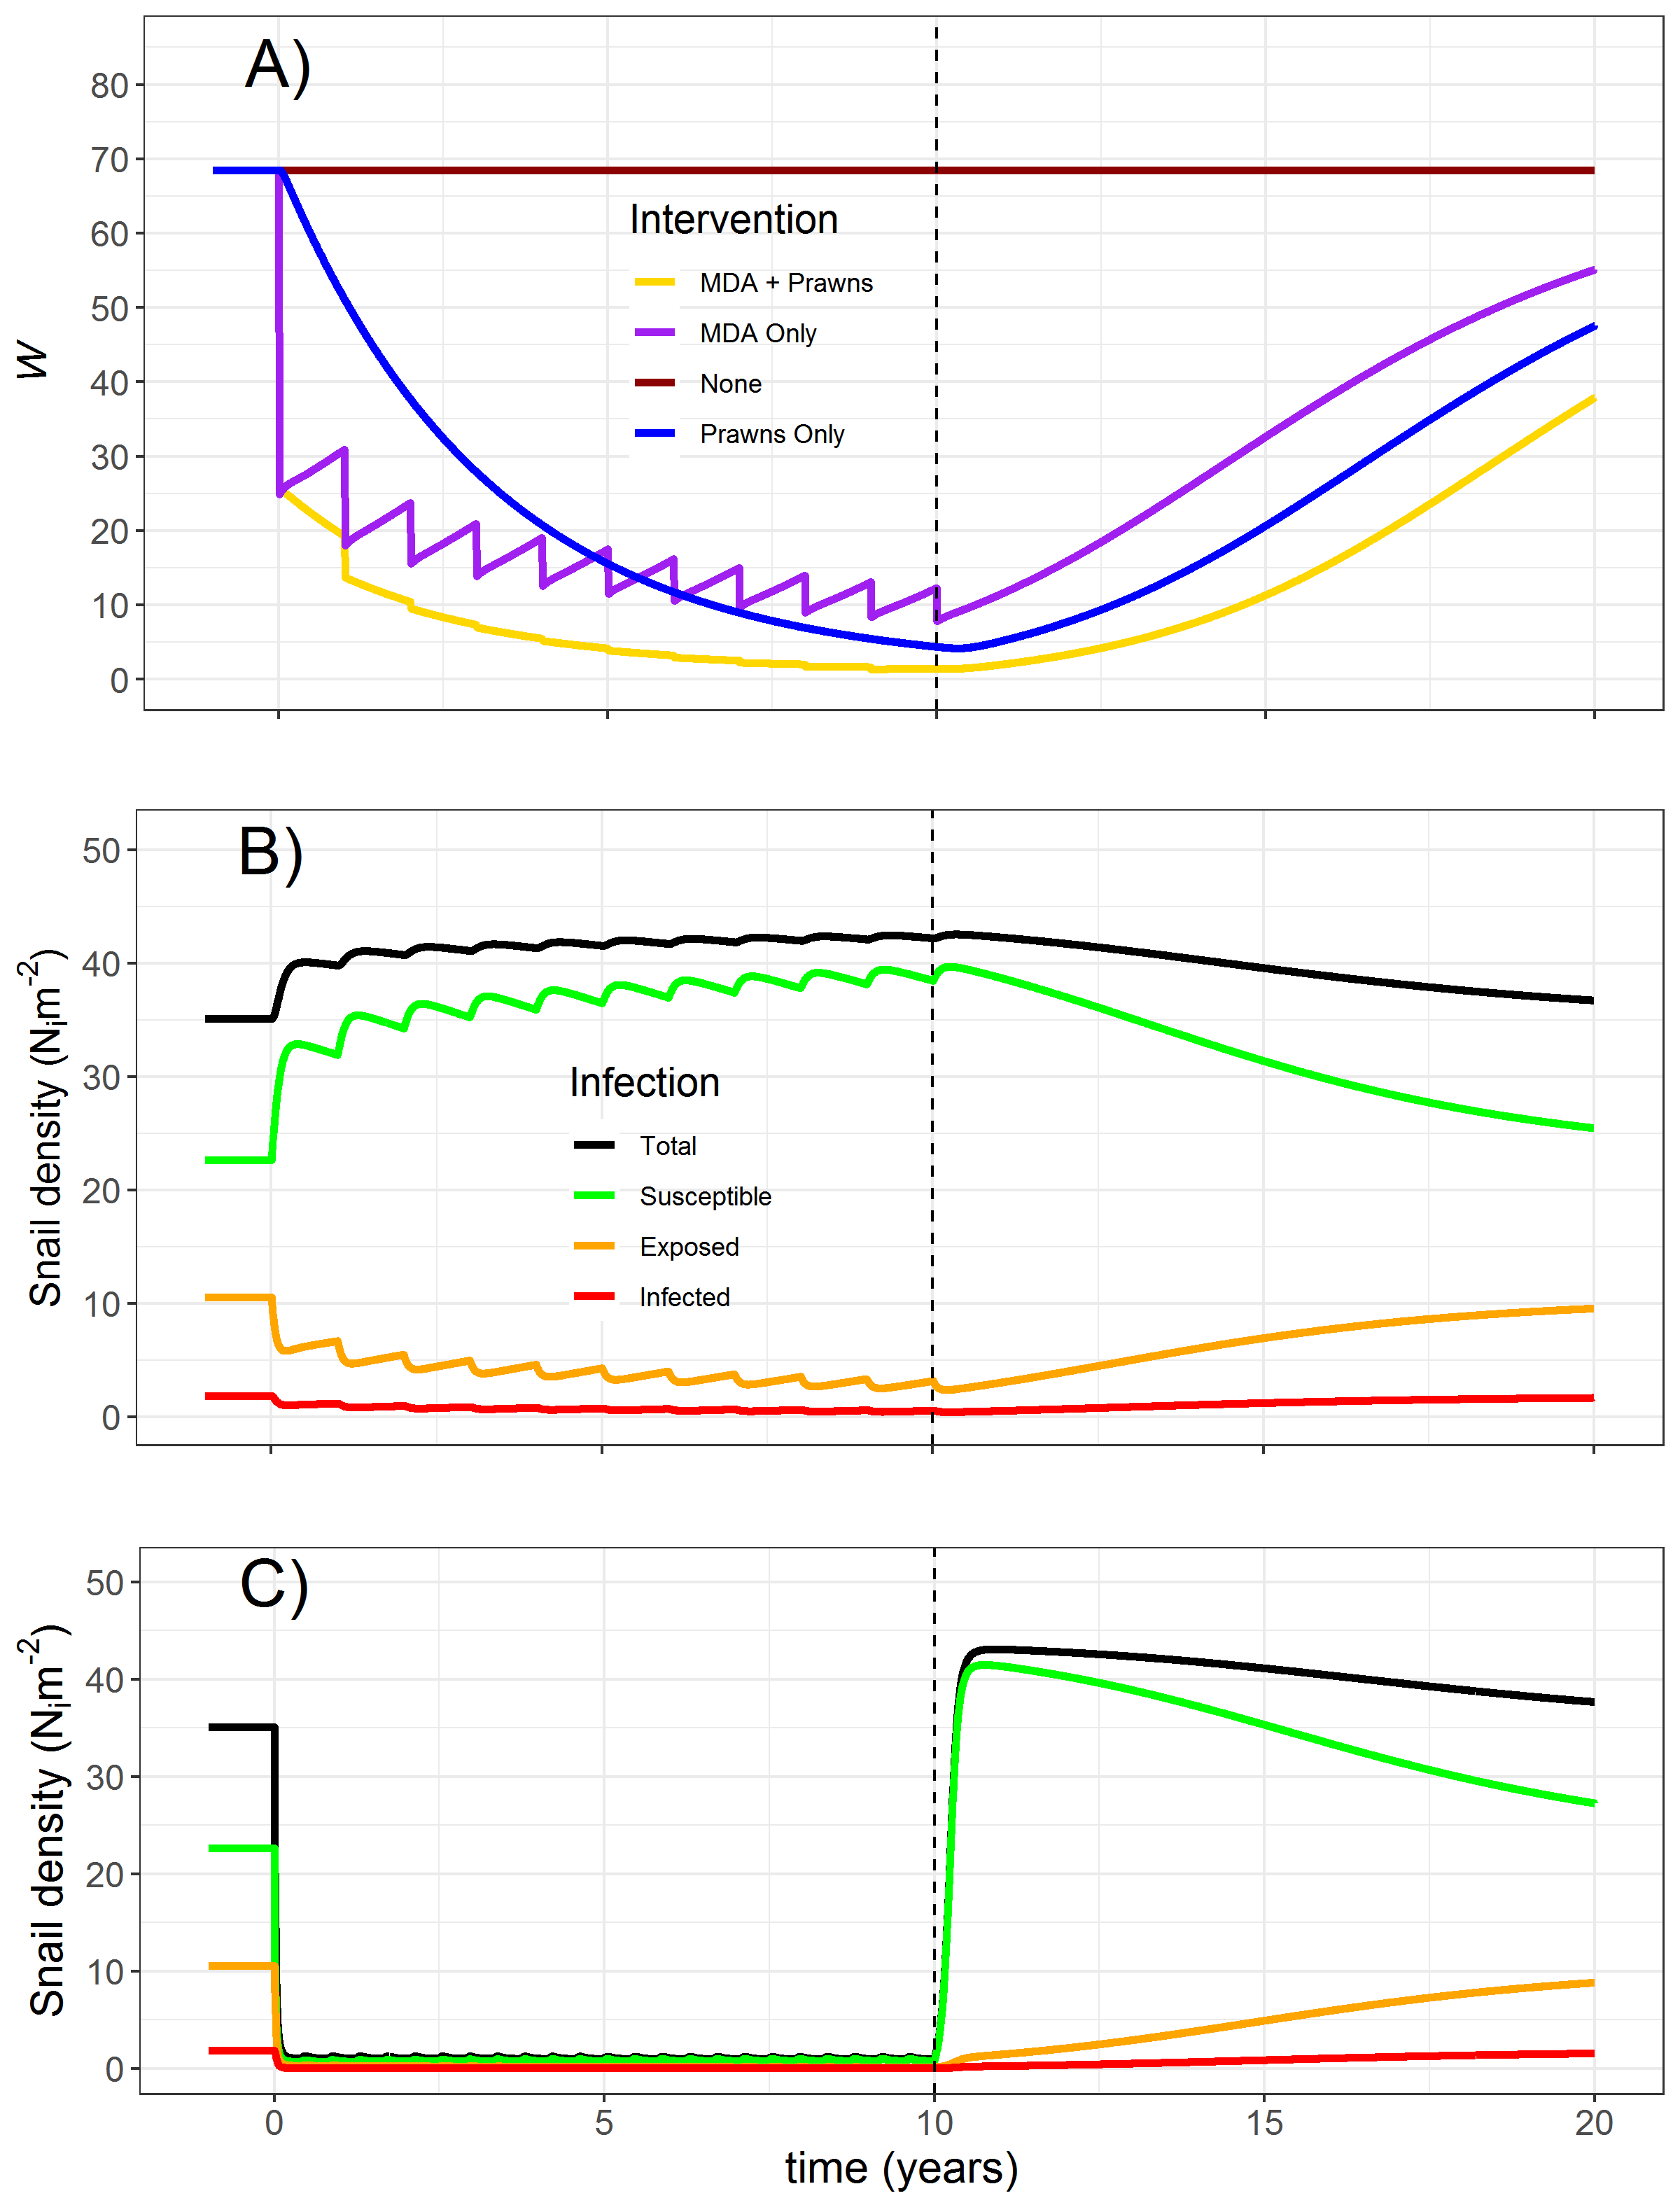 A)
80
70
60
50
40
30
20
10
0
W
Intervention
MDA + Prawns
MDA Only
None
Prawns Only
B)
50
40
30
20
10
0
Snail density (Nᵢm⁻²)
Infection
Total
Susceptible
Exposed
Infected
C)
50
40
30
20
10
0
Snail density (Nᵢm⁻²)
0 5 10 15 20
time (years)